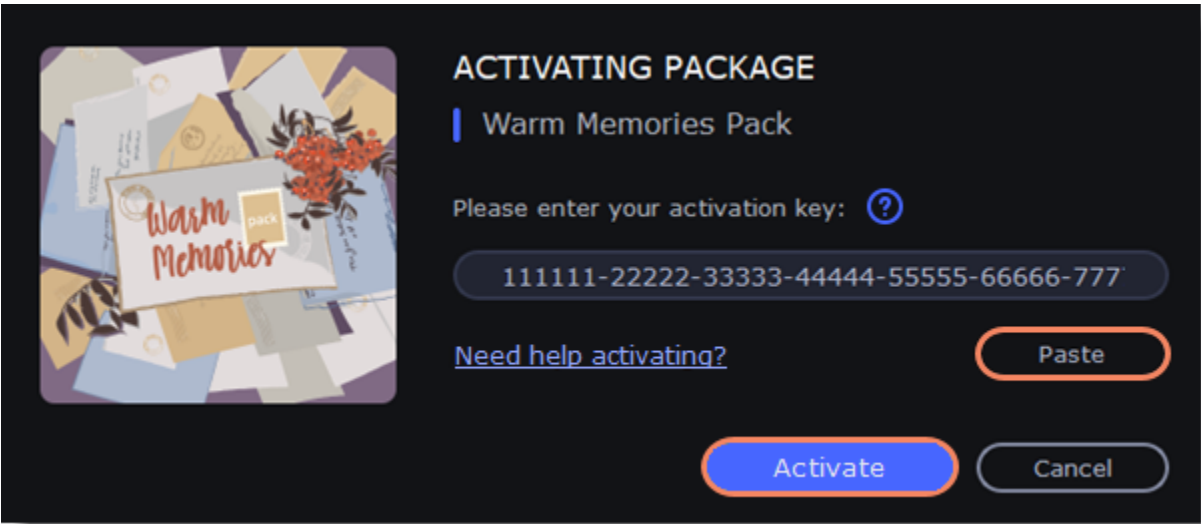 ACTIVATING PACKAGE
Warm Memories Pack
Warm
pack
Memories
Please enter your activation key: ?
111111-22222-33333-44444-55555-66666-777
Need help activating?
Paste
Activate
Cancel